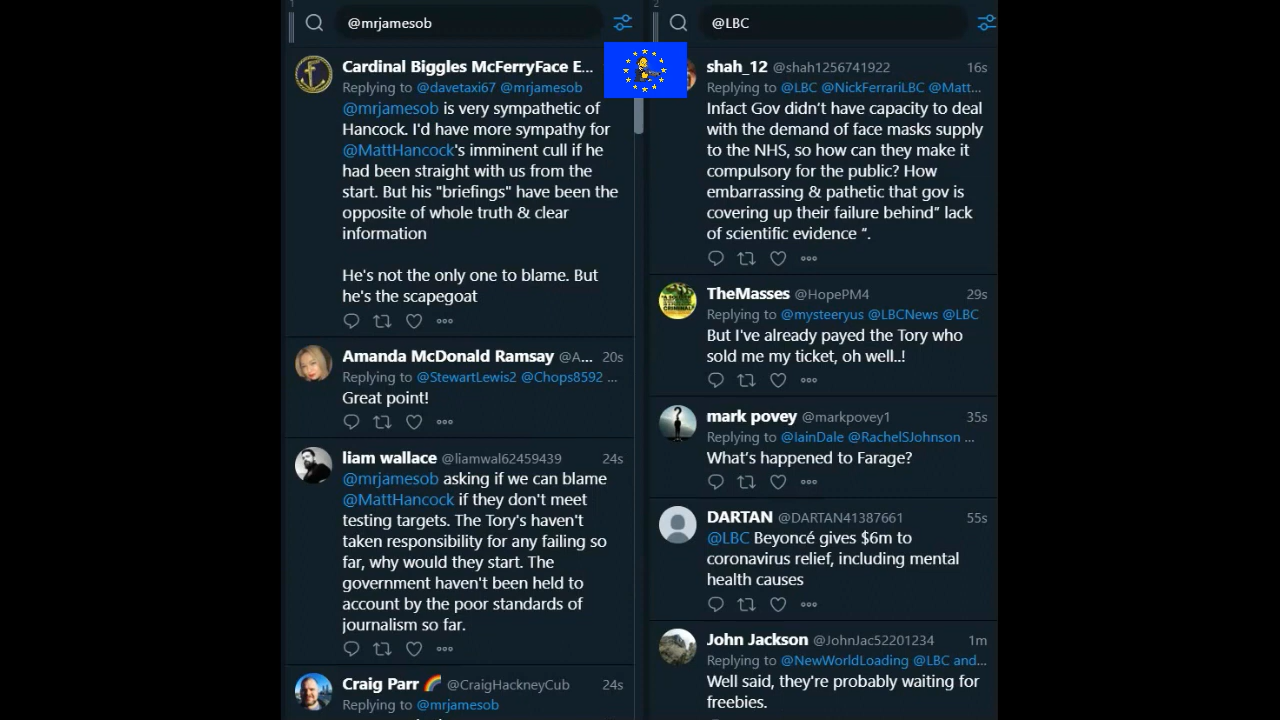 1
@mrjamesob
Cardinal Biggles McFerryFace E...
Replying to @davetaxi67 @mrjamesob
@mrjamesob is very sympathetic of
Hancock. I'd have more sympathy for
@MattHancock's imminent cull if he
had been straight with us from the
start. But his "briefings" have been the
opposite of whole truth & clear
information
He's not the only one to blame. But
he's the scapegoat
Amanda McDonald Ramsay @A... 20s
Replying to @StewartLewis2 @Chops8592 ...
Great point!
liam wallace @liamwal62459439 24s
@mrjamesob asking if we can blame
@MattHancock if they don't meet
testing targets. The Tory's haven't
taken responsibility for any failing so
far, why would they start. The
government haven't been held to
account by the poor standards of
journalism so far.
Craig Parr 🌈 @CraigHackneyCub 24s
Replying to @mrjamesob
2
@LBC
shah_12 @shah1256741922 16s
Replying to @LBC @NickFerrariLBC @Matt...
Infact Gov didn’t have capacity to deal
with the demand of face masks supply
to the NHS, so how can they make it
compulsory for the public? How
embarrassing & pathetic that gov is
covering up their failure behind” lack
of scientific evidence ”.
TheMasses @HopePM4 29s
Replying to @mysteeryus @LBCNews @LBC
But I've already payed the Tory who
sold me my ticket, oh well..!
mark povey @markpovey1 35s
Replying to @IainDale @RachelSJohnson ...
What’s happened to Farage?
DARTAN @DARTAN41387661 55s
@LBC Beyoncé gives $6m to
coronavirus relief, including mental
health causes
John Jackson @JohnJac52201234 1m
Replying to @NewWorldLoading @LBC and...
Well said, they're probably waiting for
freebies.